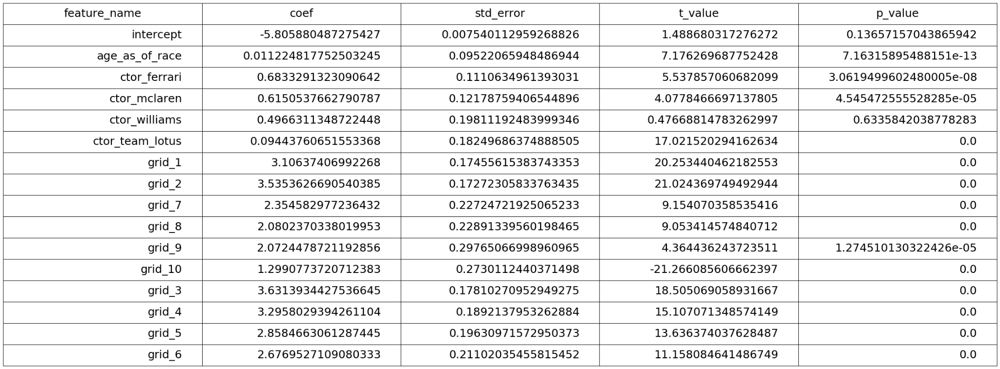 feature_name coef std_error t_value p_value
intercept -5.805880487275427 0.007540112959268826 1.488680317276272 0.13657157043865942
age_as_of_race 0.011224817752503245 0.09522065948486944 7.176269687752428 7.16315895488151e-13
ctor_ferrari 0.6833291323090642 0.1110634961393031 5.537857060682099 3.0619499602480005e-08
ctor_mclaren 0.6150537662790787 0.12178759406544896 4.0778466697137805 4.545472555528285e-05
ctor_williams 0.4966311348722448 0.19811192483999346 0.47668814783262997 0.6335842038778283
ctor_team_lotus 0.09443760651553368 0.18249686374888505 17.021520294162634 0.0
grid_1 3.10637406992268 0.17455615383743353 20.253440462182553 0.0
grid_2 3.5353626690540385 0.17272305833763435 21.024369749492944 0.0
grid_7 2.354582977236432 0.22724721925065233 9.154070358535416 0.0
grid_8 2.0802370338019953 0.22891339560198465 9.053414574840712 0.0
grid_9 2.0724478721192856 0.29765066998960965 4.364436243723511 1.274510130322426e-05
grid_10 1.2990773720712383 0.2730112440371498 -21.266085606662397 0.0
grid_3 3.6313934427536645 0.17810270952949275 18.505069058931667 0.0
grid_4 3.2958029394261104 0.1892137953262884 15.107071348574149 0.0
grid_5 2.8584663061287445 0.19630971572950373 13.636374037628487 0.0
grid_6 2.6769527109080333 0.21102035455815452 11.158084641486749 0.0